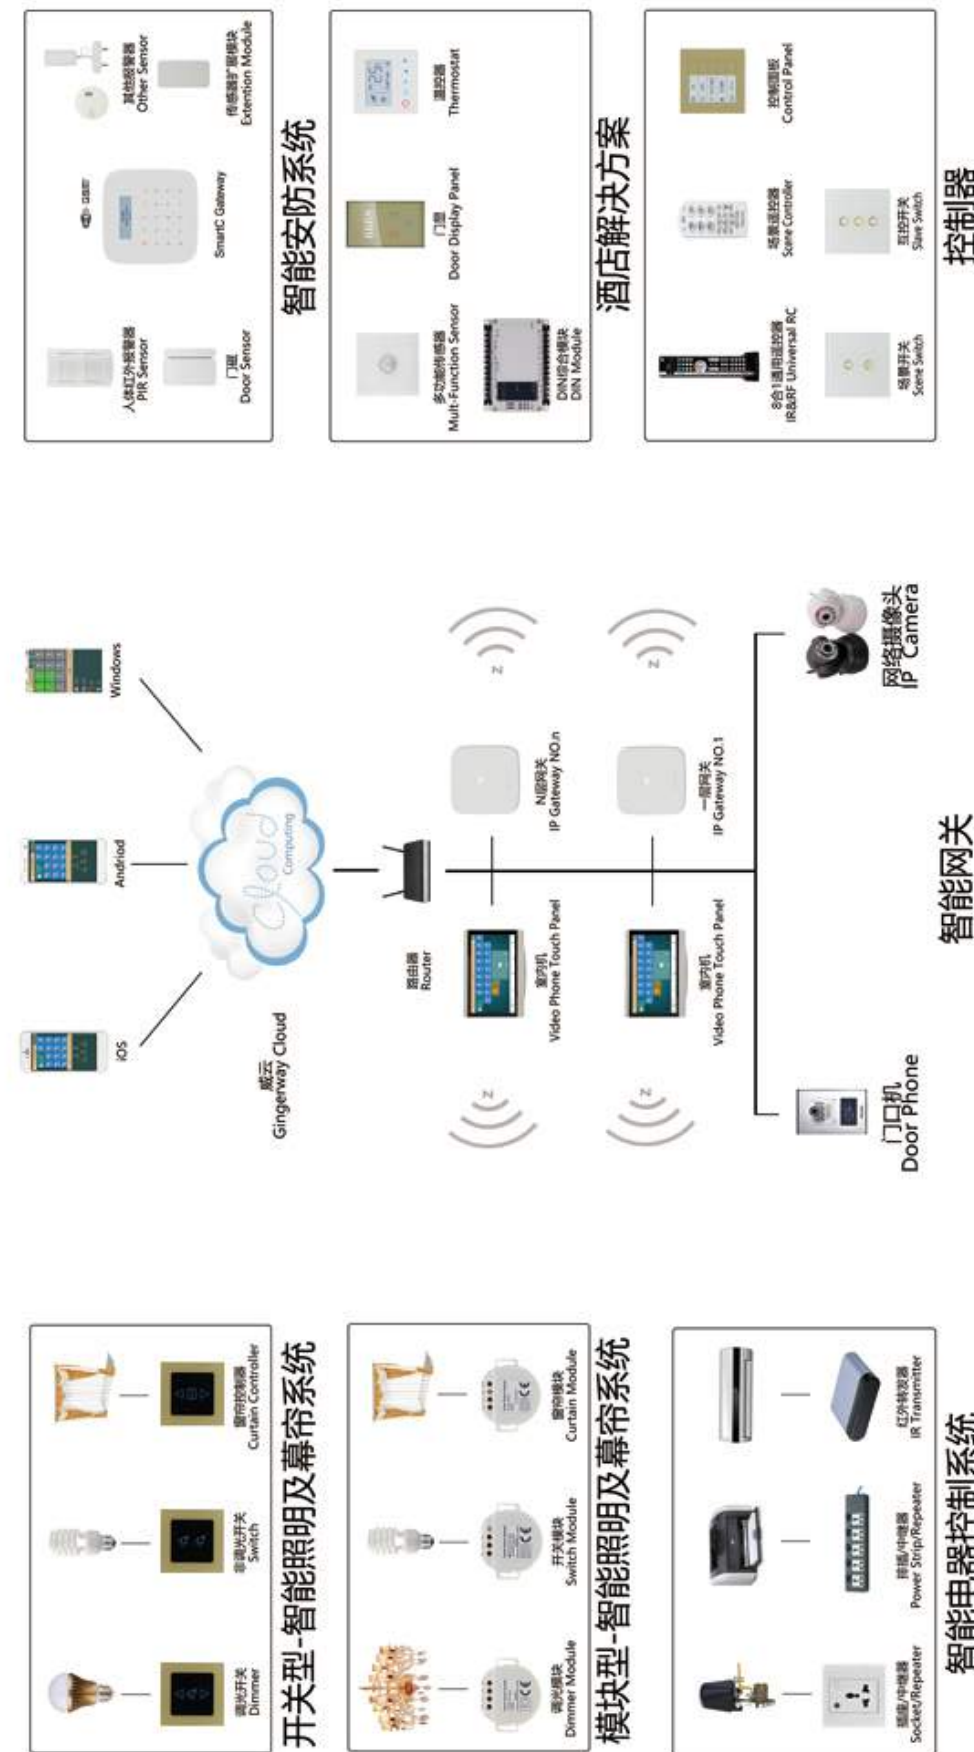 调光开关
Dimmer
非调光开关
Switch
窗帘控制器
Curtain Controller
开关型-智能照明及幕帘系统
调光模块
Dimmer Module
开关模块
Switch Module
窗帘模块
Curtain Module
模块型-智能照明及幕帘系统
插座/中继器
Socket/Repeater
排插/中继器
Power Strip/Repeater
红外转发器
IR Transmitter
智能电器控制系统
iOS
Andriod
Windows
威云
Gingerway Cloud
Cloud
Computing
路由器
Router
室内机
Video Phone Touch Panel
N层网关
IP Gateway NO.n
Z
Z
室内机
Video Phone Touch Panel
一层网关
IP Gateway NO.1
Z
Z
门口机
Door Phone
网络摄像头
IP Camera
智能网关
人体红外报警器
PIR Sensor
门磁
Door Sensor
GSM
SmartC Gateway
其他报警器
Other Sensor
传感器扩展模块
Extention Module
智能安防系统
多功能传感器
Mult-Function Sensor
DIN综合模块
DIN Module
门显
Door Display Panel
温控器
Thermostat
酒店解决方案
8合1通用遥控器
IR&RF Universal RC
场景开关
Scene Switch
场景遥控器
Scene Controller
互控开关
Slave Switch
控制面板
Control Panel
控制器